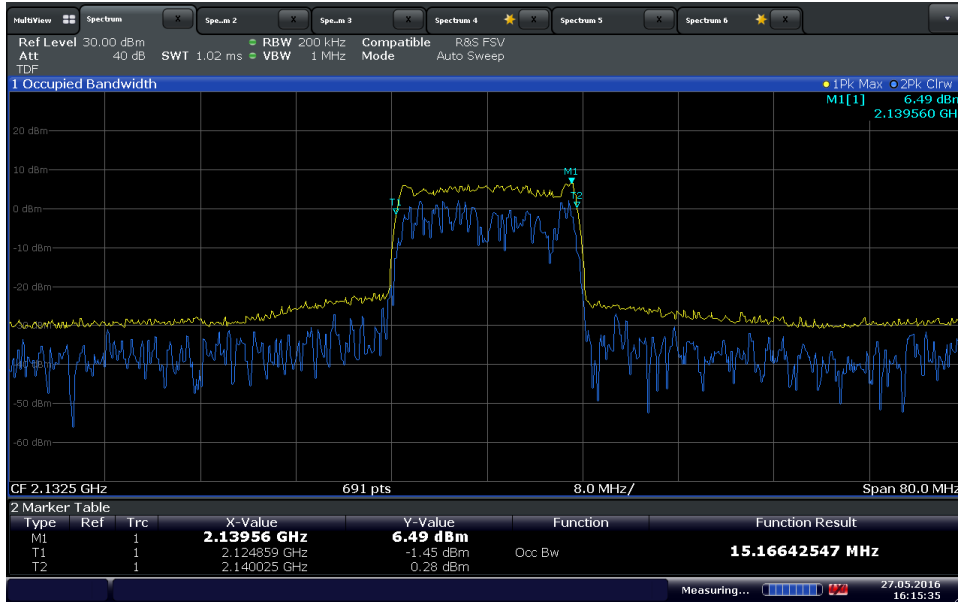 MultiView Spectrum X Spe..m 2 X Spe..m 3 X Spectrum 4 X Spectrum 5 X Spectrum 6 X
Ref Level 30.00 dBm RBW 200 kHz Compatible R&S FSV
Att 40 dB SWT 1.02 ms VBW 1 MHz Mode Auto Sweep
TDF
1 Occupied Bandwidth 1Pk Max 2Pk Clrw
M1[1] 6.49 dBm
2.139560 GH
20 dBm
10 dBm
M1
T2
T1
0 dBm
-10 dBm
-20 dBm
-30 dBm
-40 dBm
-50 dBm
-60 dBm
CF 2.1325 GHz 691 pts 8.0 MHz/ Span 80.0 MHz
2 Marker Table
Type Ref Trc X-Value Y-Value Function Function Result
M1 1 2.13956 GHz 6.49 dBm
T1 1 2.124859 GHz -1.45 dBm Occ Bw 15.16642547 MHz
T2 1 2.140025 GHz 0.28 dBm
Measuring... 27.05.2016
16:15:35